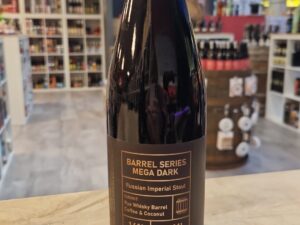 BARREL SERIES
MEGA DARK
Russian Imperial Stout
Rye Whisky Barrel
Coffee & Coconut